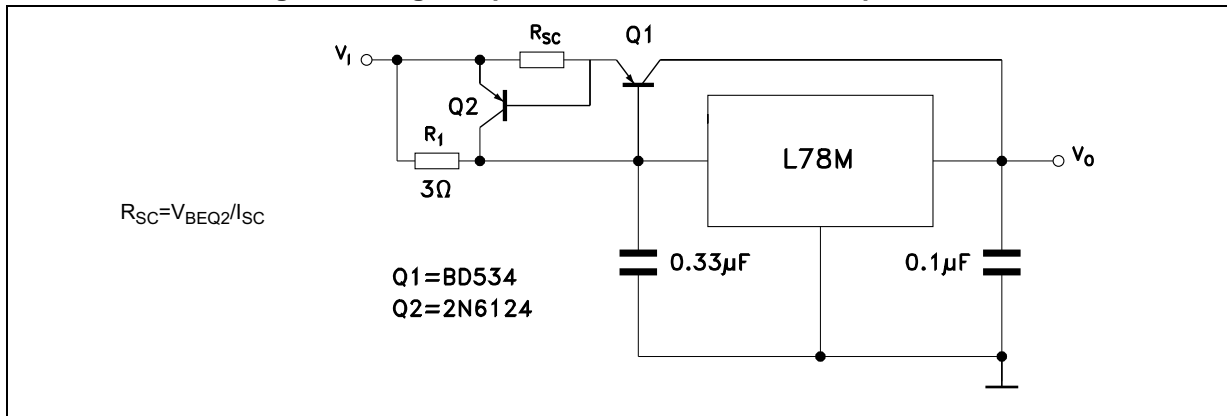 R_SC
Q1
V_I
Q2
R_1
3Ω
L78M
V_O
R_SC=V_BEQ2/I_SC
0.33µF
0.1µF
Q1=BD534
Q2=2N6124